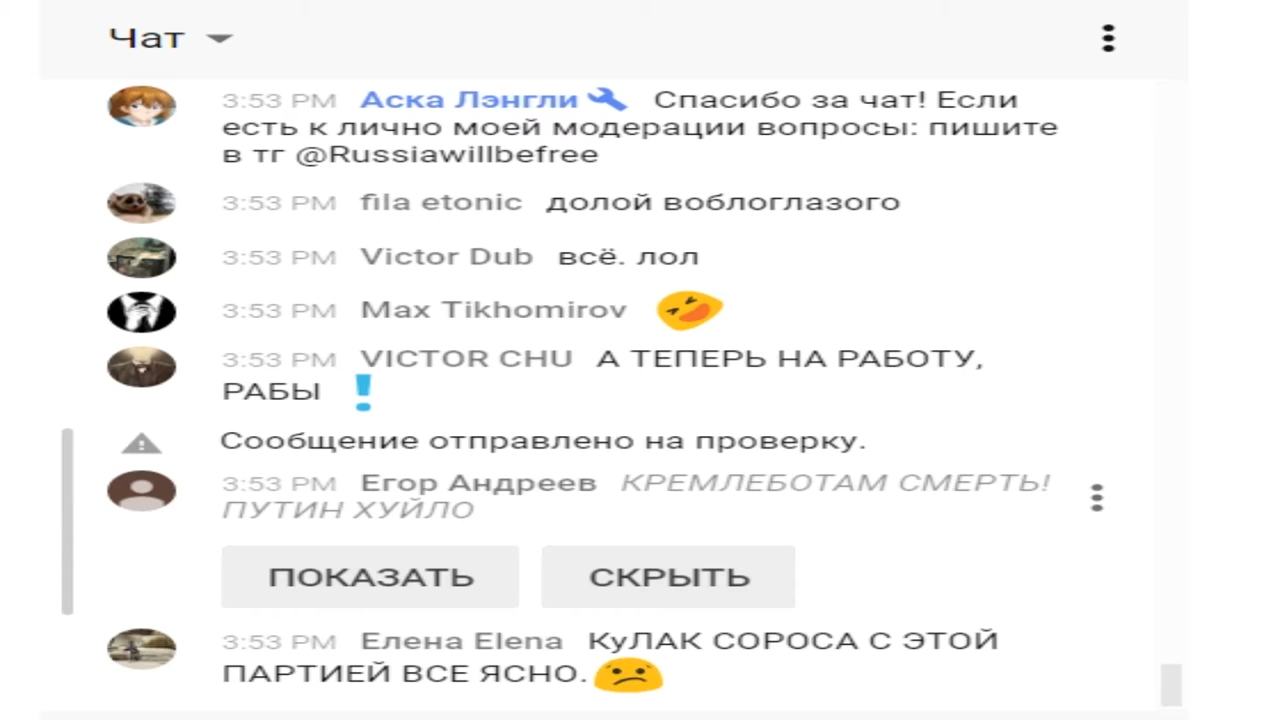 Чат
3:53 PM Аска Лэнгли Спасибо за чат! Если
есть к лично моей модерации вопросы: пишите
в тг @Russiawillbefree
3:53 PM fila etonic долой воблоглазого
3:53 PM Victor Dub всё. лол
3:53 PM Max Tikhomirov
3:53 PM VICTOR CHU А ТЕПЕРЬ НА РАБОТУ,
РАБЫ ❗
Сообщение отправлено на проверку.
3:53 PM Егор Андреев КРЕМЛЕБОТАМ СМЕРТЬ!
ПУТИН ХУЙЛО
ПОКАЗАТЬ СКРЫТЬ
3:53 PM Елена Elena КуЛАК СОРОСА С ЭТОЙ
ПАРТИЕЙ ВСЕ ЯСНО.